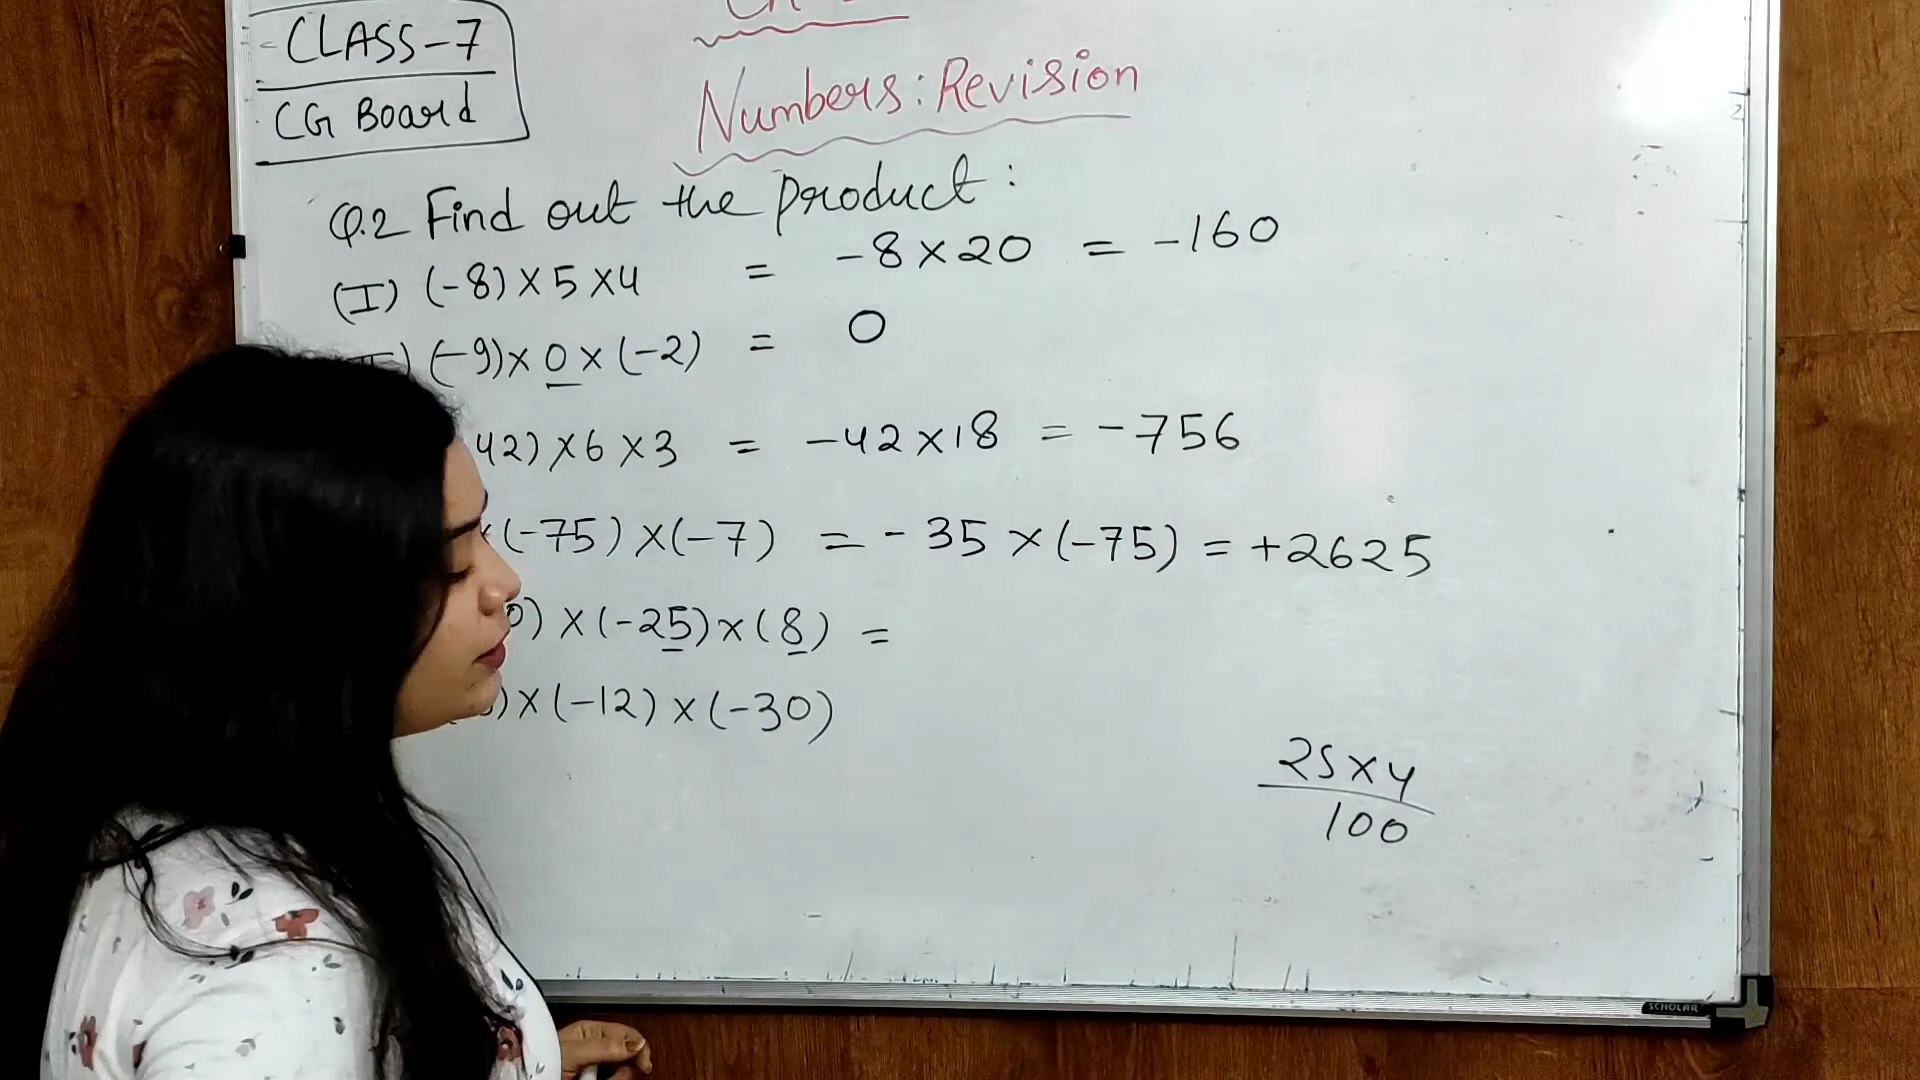 CLASS-7
CG Board
Numbers: Revision
Q.2 Find out the product:
(I) (-8)×5×4 = -8×20 = -160
(-9)×0×(-2) = 0
42)×6×3 = -42×18 = -756
×(-75)×(-7) = -35×(-75) = +2625
0)×(-25)×(8) =
)×(-12)×(-30)
25×4
100
SCHOLAR